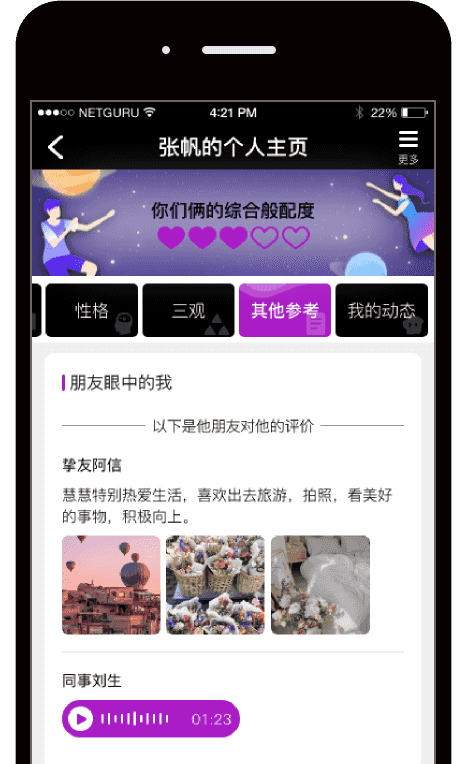 NETGURU 4:21 PM 22%
张帆的个人主页
更多
你们俩的综合般配度
性格 三观 其他参考 我的动态
朋友眼中的我
以下是他朋友对他的评价
挚友阿信
慧慧特别热爱生活，喜欢出去旅游，拍照，看美好
的事物，积极向上。
同事刘生
01:23